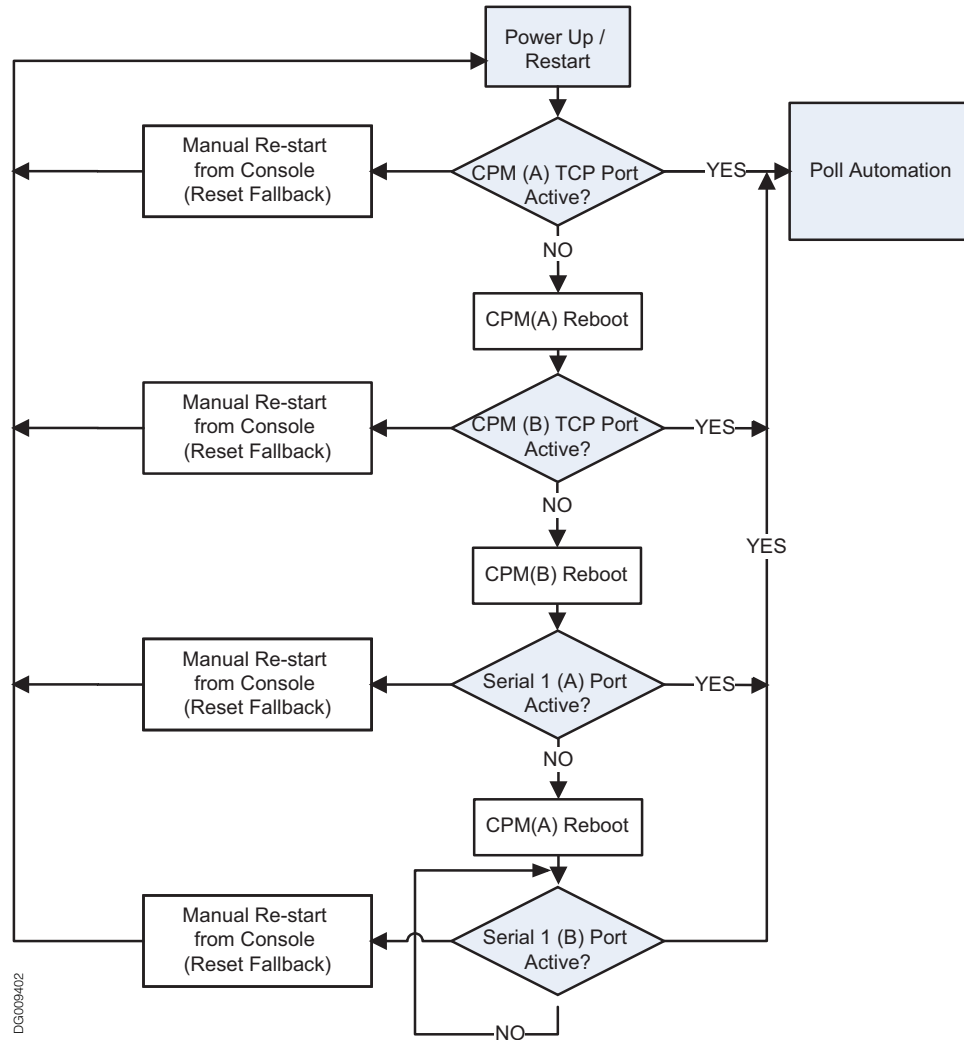 Power Up /
Restart
Manual Re-start
from Console
(Reset Fallback)
CPM (A) TCP Port
Active?
YES
Poll Automation
NO
CPM(A) Reboot
Manual Re-start
from Console
(Reset Fallback)
CPM (B) TCP Port
Active?
YES
NO
YES
CPM(B) Reboot
Manual Re-start
from Console
(Reset Fallback)
Serial 1 (A) Port
Active?
YES
NO
CPM(A) Reboot
Manual Re-start
from Console
(Reset Fallback)
Serial 1 (B) Port
Active?
NO
DG009402